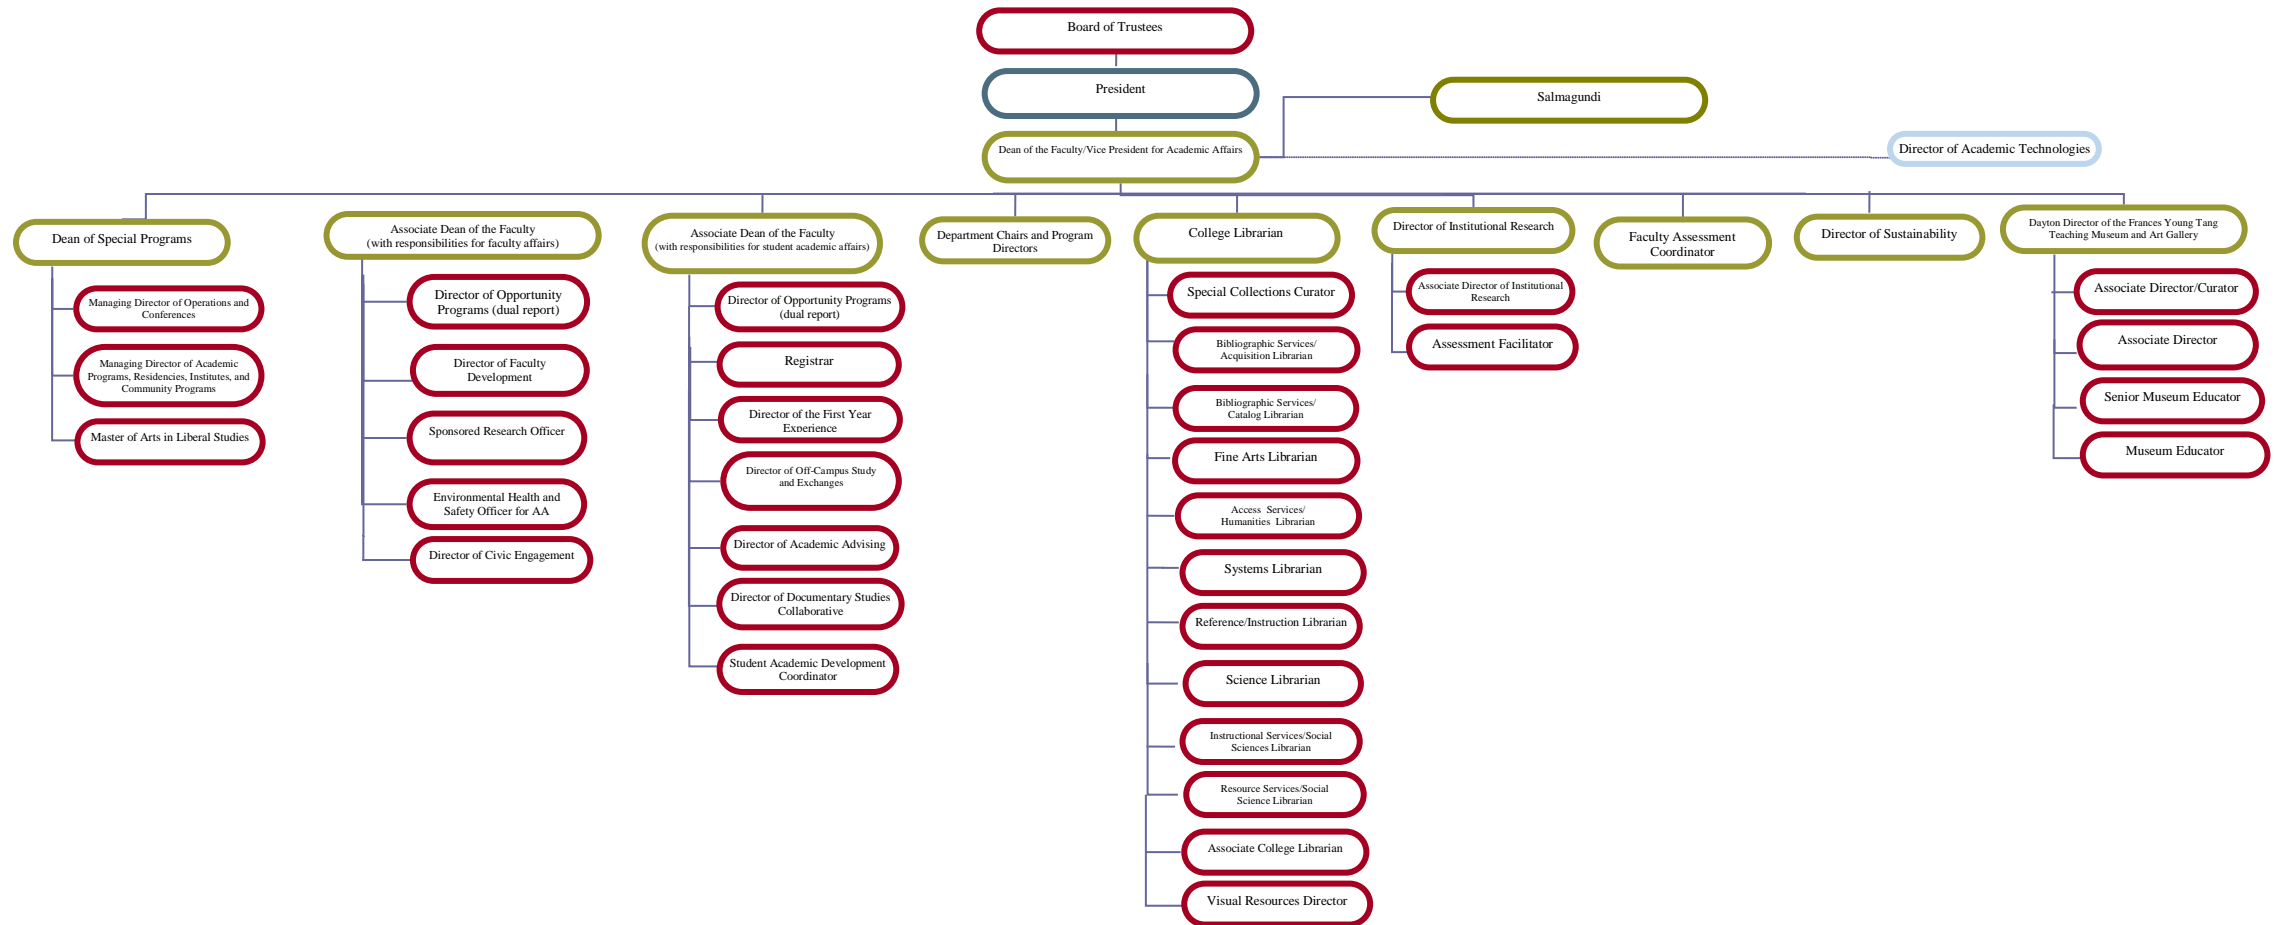 Board of Trustees
President
Salmagundi
Dean of the Faculty/Vice President for Academic Affairs
Director of Academic Technologies
Dean of Special Programs
Managing Director of Operations and
Conferences
Managing Director of Academic
Programs, Residencies, Institutes, and
Community Programs
Master of Arts in Liberal Studies
Associate Dean of the Faculty
(with responsibilities for faculty affairs)
Director of Opportunity
Programs (dual report)
Director of Faculty
Development
Sponsored Research Officer
Environmental Health and
Safety Officer for AA
Director of Civic Engagement
Associate Dean of the Faculty
(with responsibilities for student academic affairs)
Director of Opportunity Programs
(dual report)
Registrar
Director of the First Year
Experience
Director of Off-Campus Study
and Exchanges
Director of Academic Advising
Director of Documentary Studies
Collaborative
Student Academic Development
Coordinator
Department Chairs and Program
Directors
College Librarian
Special Collections Curator
Bibliographic Services/
Acquisition Librarian
Bibliographic Services/
Catalog Librarian
Fine Arts Librarian
Access Services/
Humanities Librarian
Systems Librarian
Reference/Instruction Librarian
Science Librarian
Instructional Services/Social
Sciences Librarian
Resource Services/Social
Science Librarian
Associate College Librarian
Visual Resources Director
Director of Institutional Research
Associate Director of Institutional
Research
Assessment Facilitator
Faculty Assessment
Coordinator
Director of Sustainability
Dayton Director of the Frances Young Tang
Teaching Museum and Art Gallery
Associate Director/Curator
Associate Director
Senior Museum Educator
Museum Educator